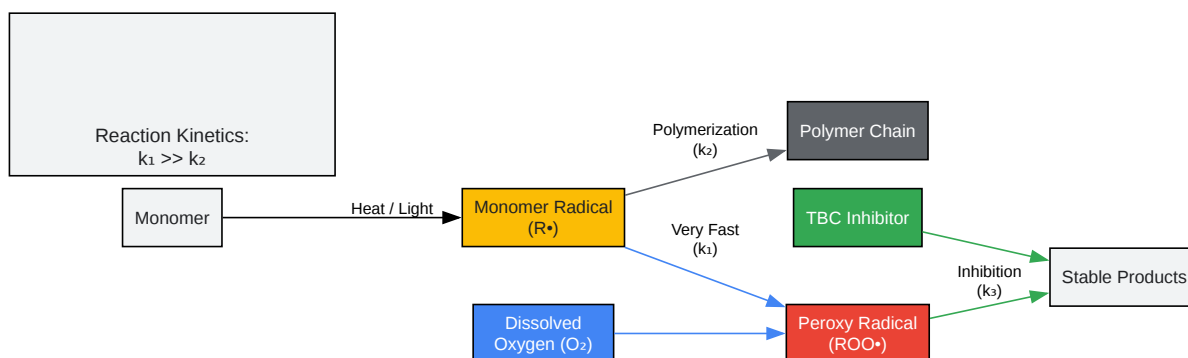 Reaction Kinetics:
k₁ >> k₂
Monomer
Heat / Light
Monomer Radical
(R•)
Polymerization
(k₂)
Polymer Chain
Very Fast
(k₁)
TBC Inhibitor
Dissolved
Oxygen (O₂)
Peroxy Radical
(ROO•)
Inhibition
(k₃)
Stable Products